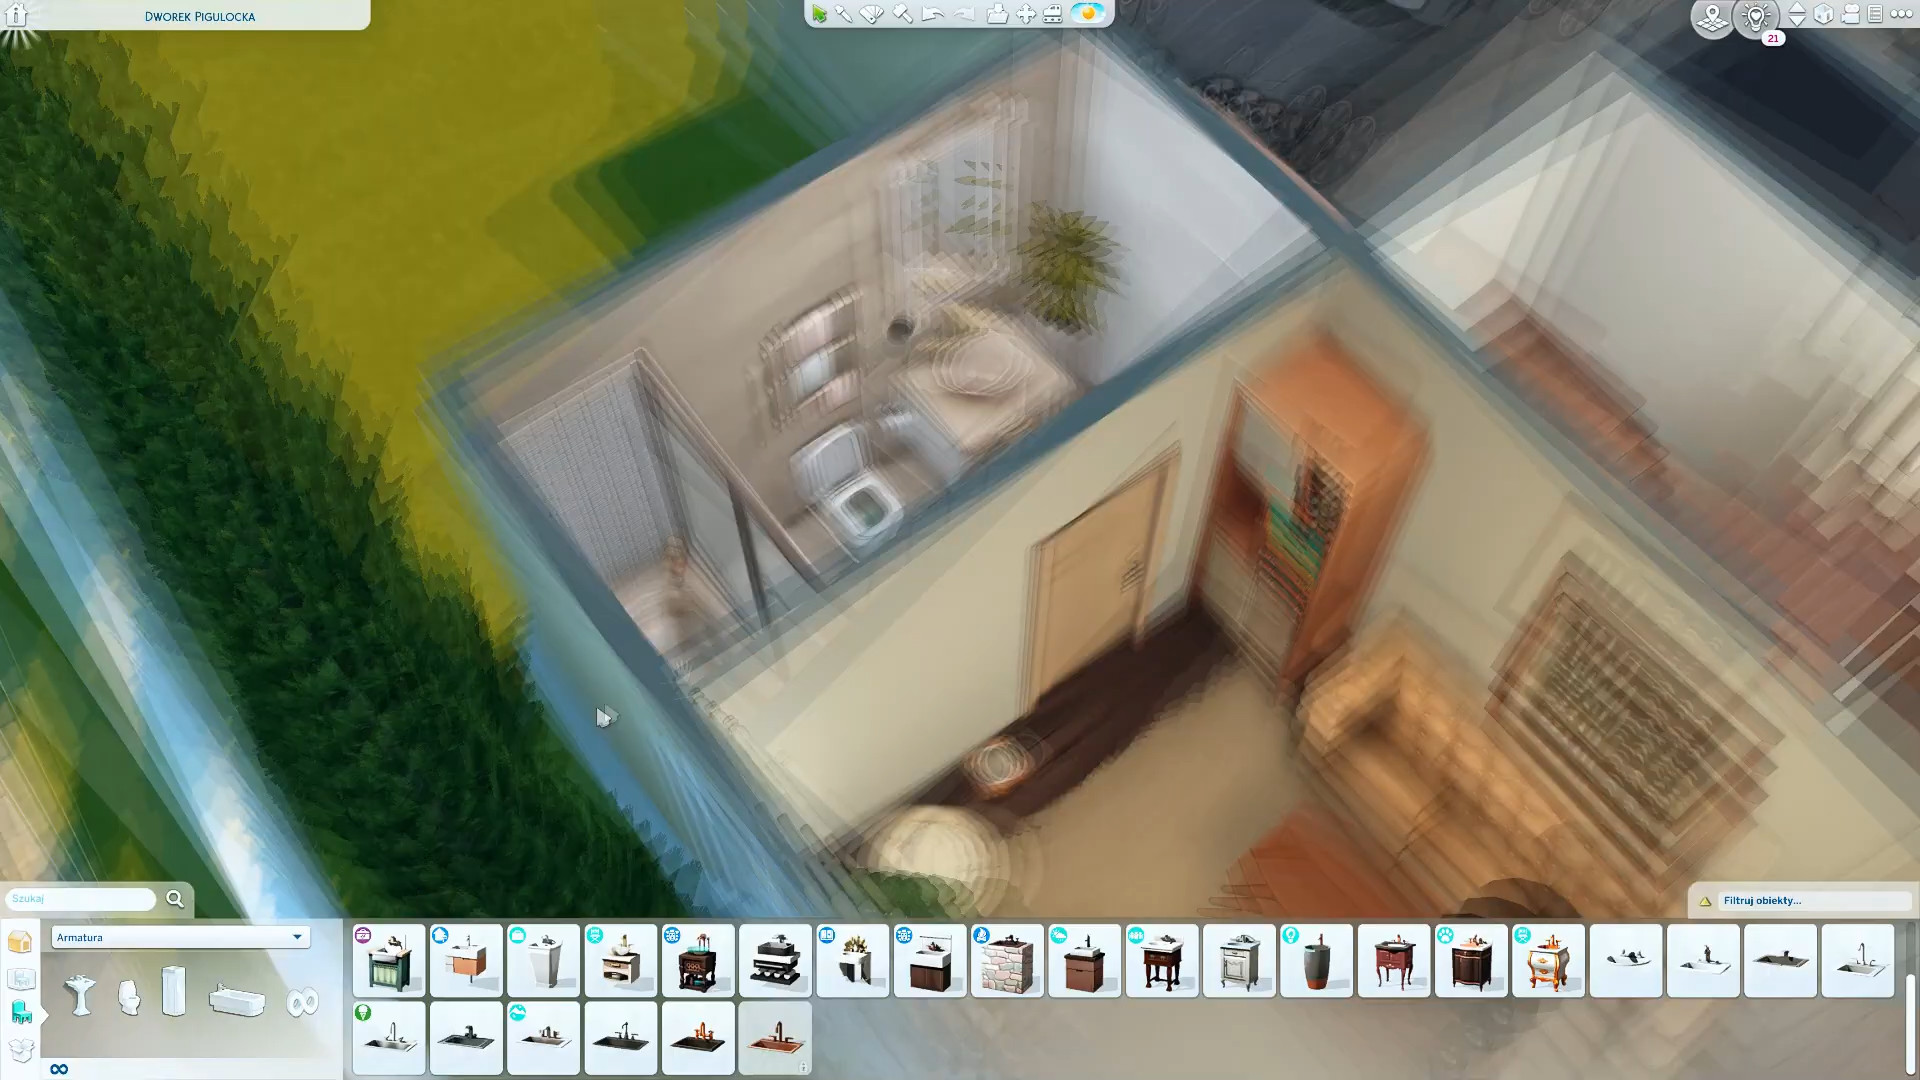 DWOREK PIGULOCKA
21
Szukaj
Filtruj obiekty...
Armatura